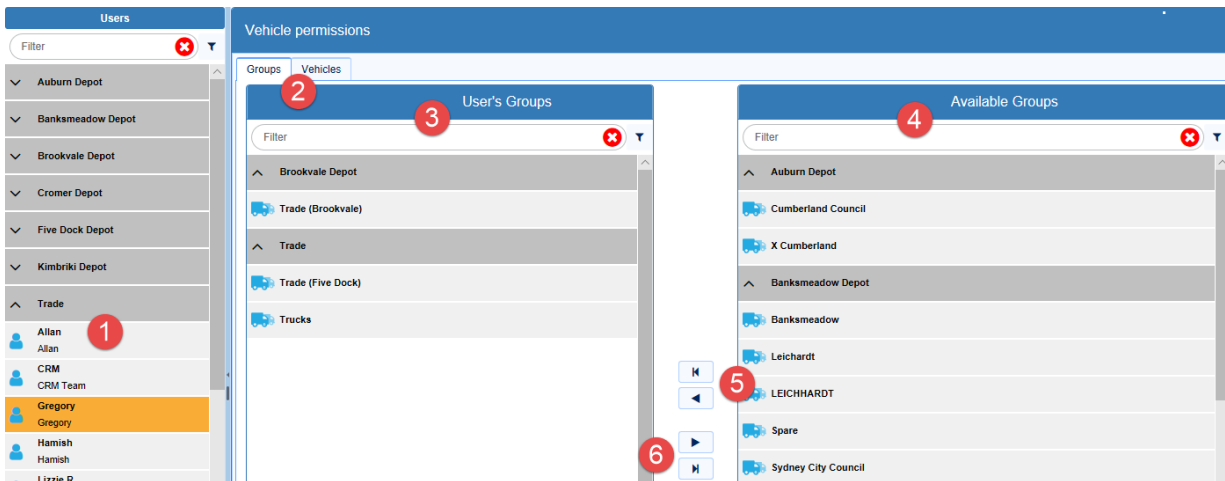 Users
Filter
Auburn Depot
Banksmeadow Depot
Brookvale Depot
Cromer Depot
Five Dock Depot
Kimbriki Depot
Trade
1
Allan
Allan
CRM
CRM Team
Gregory
Gregory
Hamish
Hamish
Lizzie R
Vehicle permissions
Groups
Vehicles
2
User's Groups
3
Filter
Brookvale Depot
Trade (Brookvale)
Trade
Trade (Five Dock)
Trucks
5
6
Available Groups
4
Filter
Auburn Depot
Cumberland Council
X Cumberland
Banksmeadow Depot
Banksmeadow
Leichardt
LEICHHARDT
Spare
Sydney City Council